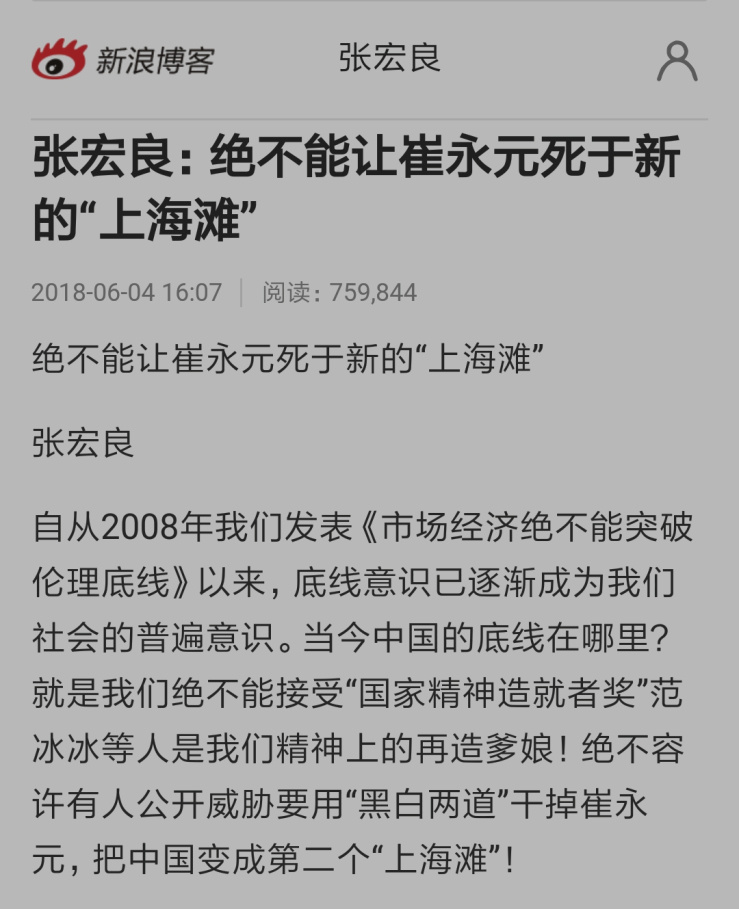 新浪博客
张宏良
张宏良：绝不能让崔永元死于新
的“上海滩”
2018-06-04 16:07 | 阅读：759,844
绝不能让崔永元死于新的“上海滩”
张宏良
自从2008年我们发表《市场经济绝不能突破
伦理底线》以来，底线意识已逐渐成为我们
社会的普遍意识。当今中国的底线在哪里？
就是我们绝不能接受“国家精神造就者奖”范
冰冰等人是我们精神上的再造爹娘！绝不容
许有人公开威胁要用“黑白两道”干掉崔永
元，把中国变成第二个“上海滩”！